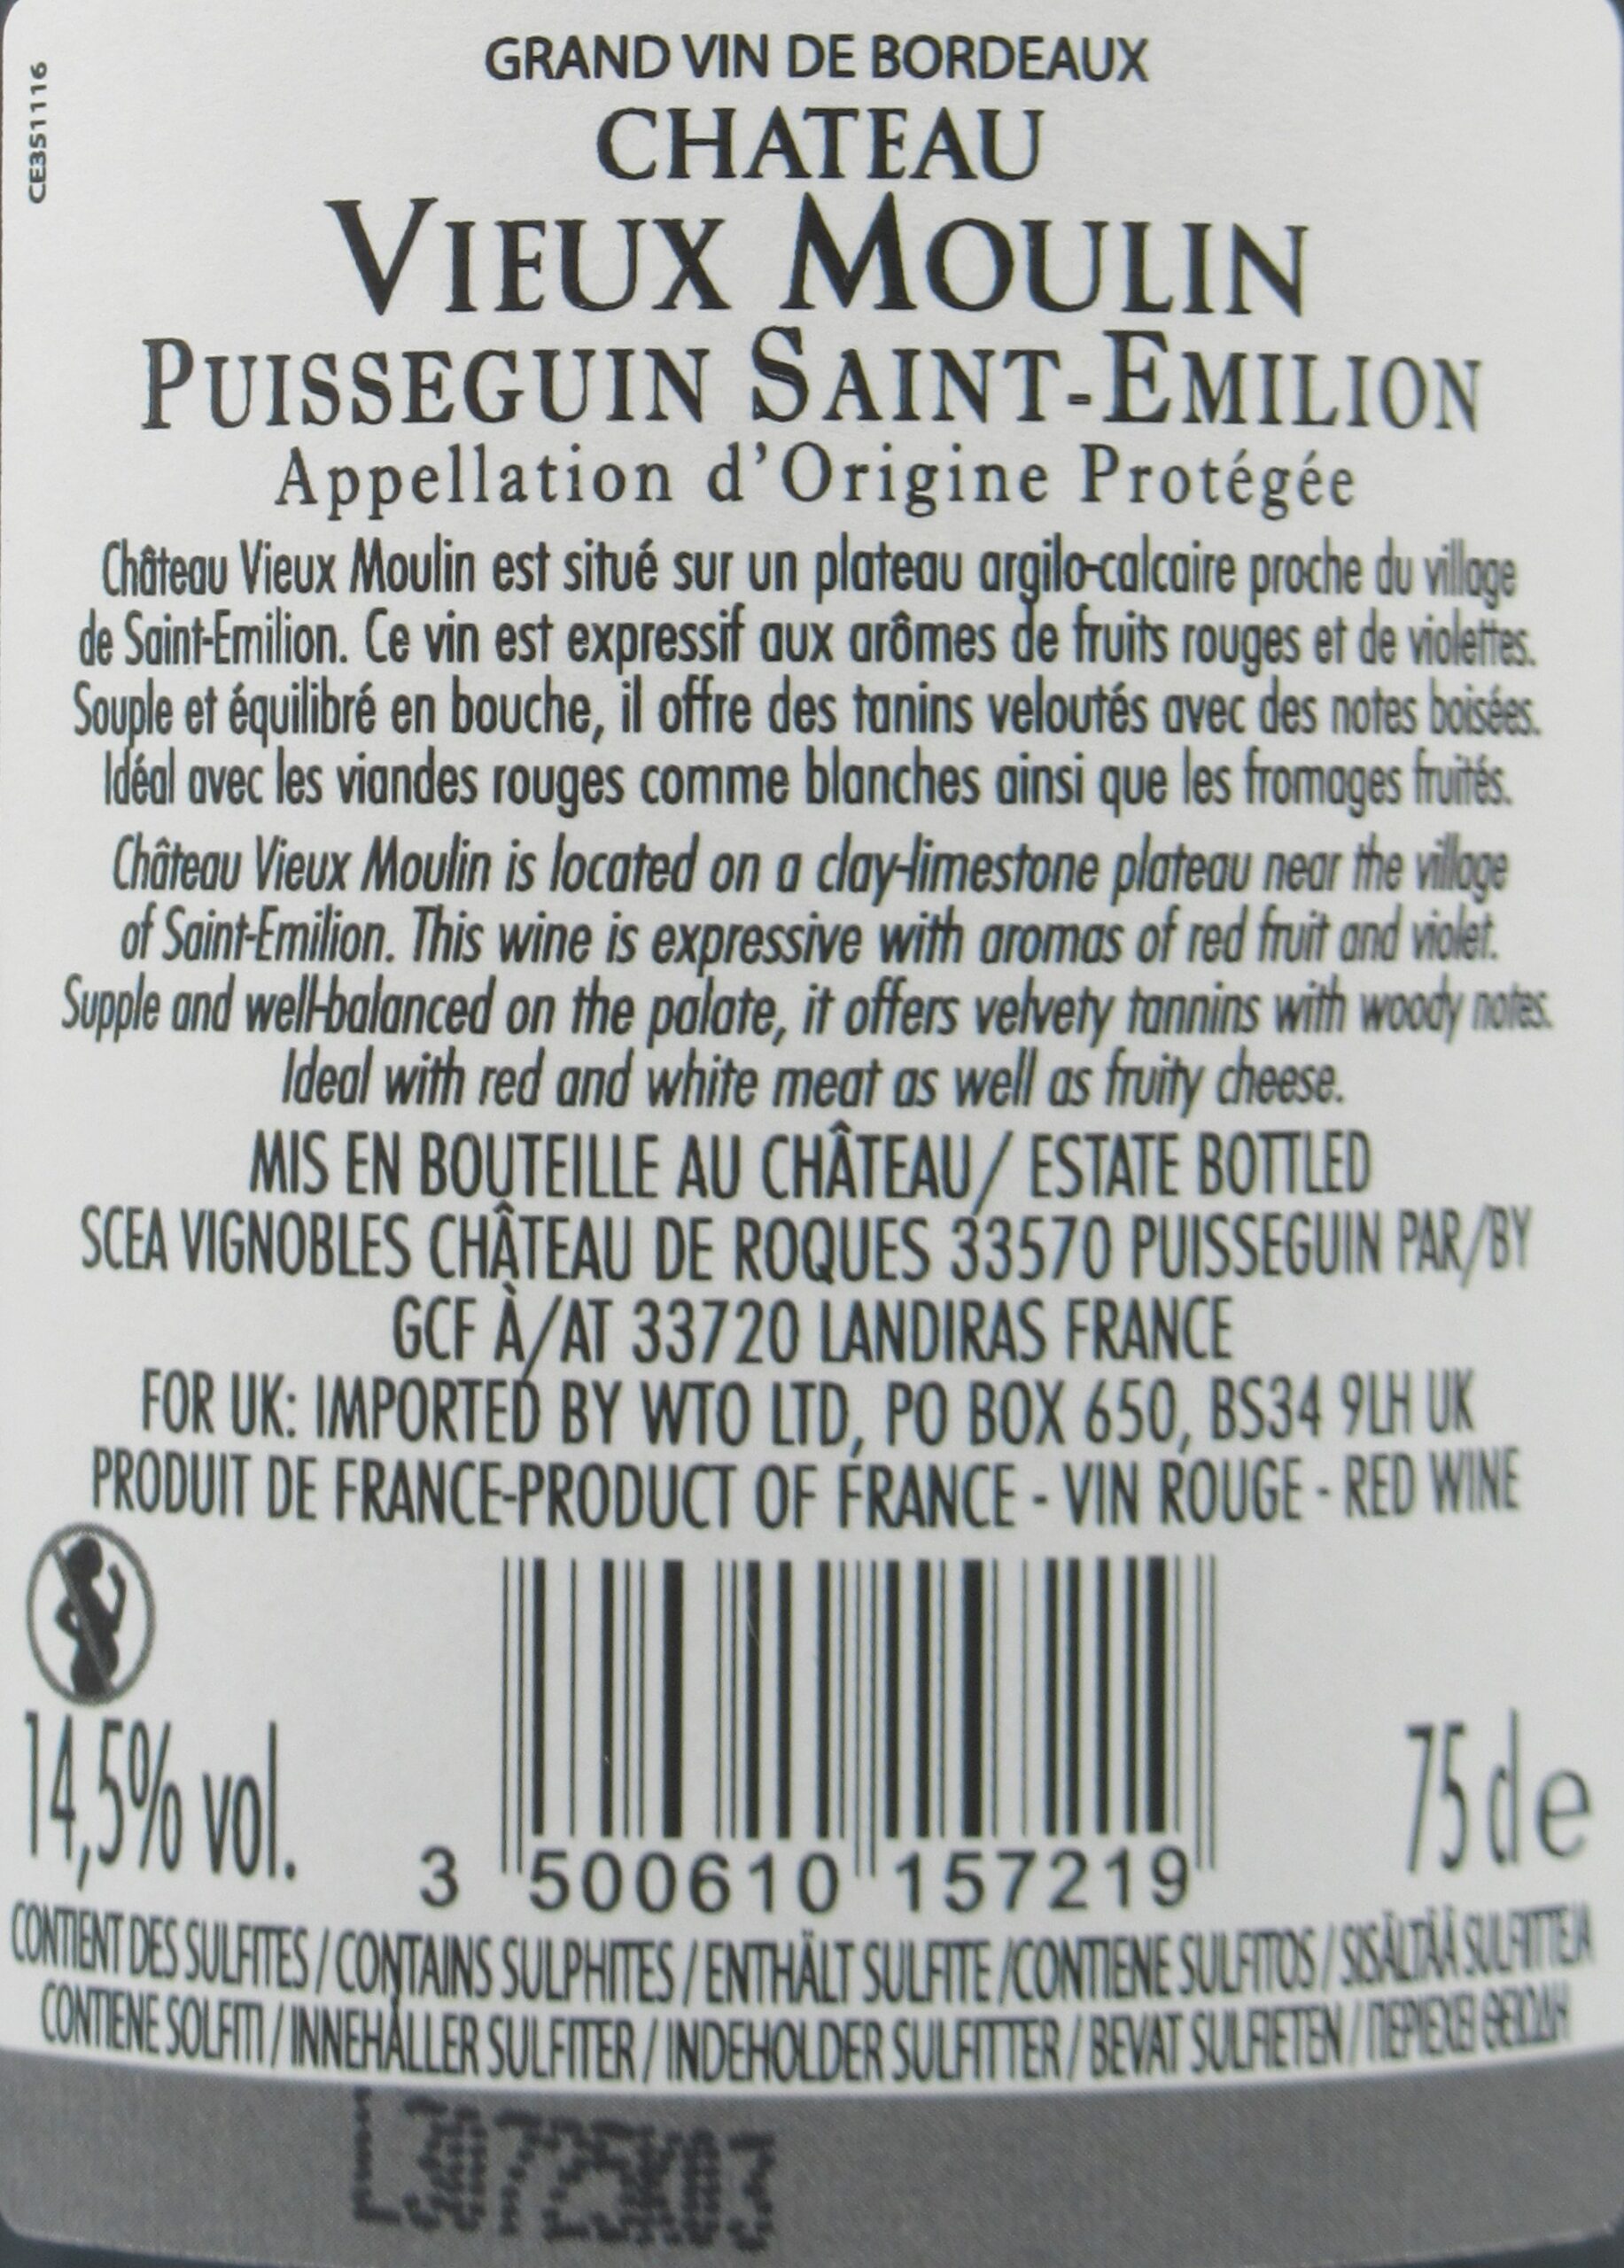 CE351116
GRAND VIN DE BORDEAUX
CHATEAU
VIEUX MOULIN
PUISSEGUIN SAINT-EMILION
Appellation d'Origine Protégée
Château Vieux Moulin est situé sur un plateau argilo-calcaire proche du village
de Saint-Emilion. Ce vin est expressif aux arômes de fruits rouges et de violettes.
Souple et équilibré en bouche, il offre des tanins veloutés avec des notes boisées.
Idéal avec les viandes rouges comme blanches ainsi que les fromages fruités.
Château Vieux Moulin is located on a clay-limestone plateau near the village
of Saint-Emilion. This wine is expressive with aromas of red fruit and violet.
Supple and well-balanced on the palate, it offers velvety tannins with woody notes.
Ideal with red and white meat as well as fruity cheese.
MIS EN BOUTEILLE AU CHÂTEAU/ ESTATE BOTTLED
SCEA VIGNOBLES CHÂTEAU DE ROQUES 33570 PUISSEGUIN PAR/BY
GCF À/AT 33720 LANDIRAS FRANCE
FOR UK: IMPORTED BY WTO LTD, PO BOX 650, BS34 9LH UK
PRODUIT DE FRANCE-PRODUCT OF FRANCE - VIN ROUGE - RED WINE
14,5% vol.
75 cl e
3 500610 157219
CONTIENT DES SULFITES / CONTAINS SULPHITES / ENTHÄLT SULFITE /CONTIENE SULFITOS / SISÄLTÄÄ SULFIITTEJA
CONTIENE SOLFITI / INNEHÅLLER SULFITER / INDEHOLDER SULFITTER / BEVAT SULFIETEN / ΠΕΡΙΕΧΕΙ ΘΕΙΩΔΗ